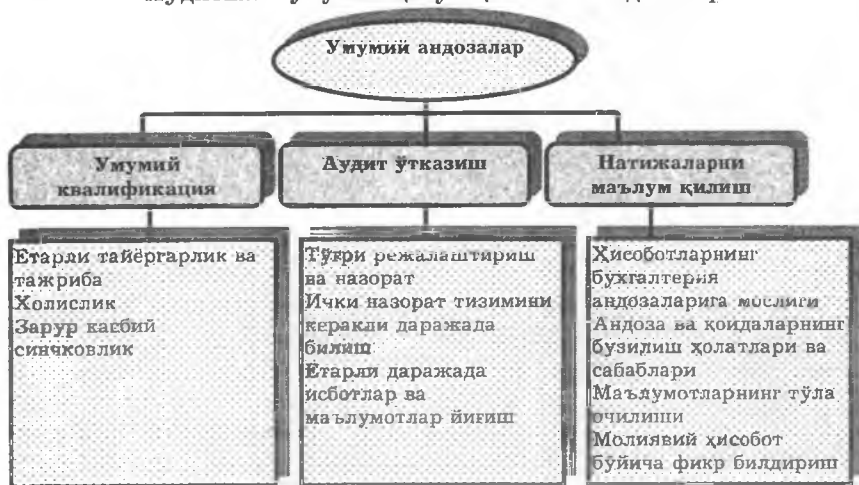 Умумий андозалар
Умумий
квалификация
Аудит ўтказиш
Натижаларни
маълум қилиш
Етарли тайёргарлик ва
тажриба
Холислик
Зарур касбий
синчковлик
Тўғри режалаштириш
ва назорат
Ички назорат тизимини
керакли даражада
билиш
Етарли даражада
исботлар ва
маълумотлар йиғиш
Ҳисоботларнинг
бухгалтерия
андозаларига мослиги
Андоза ва қоидаларнинг
бузилиш ҳолатлари ва
сабаблари
Маълумотларнинг тўла
очилиши
Молиявий ҳисобот
бўйича фикр билдириш